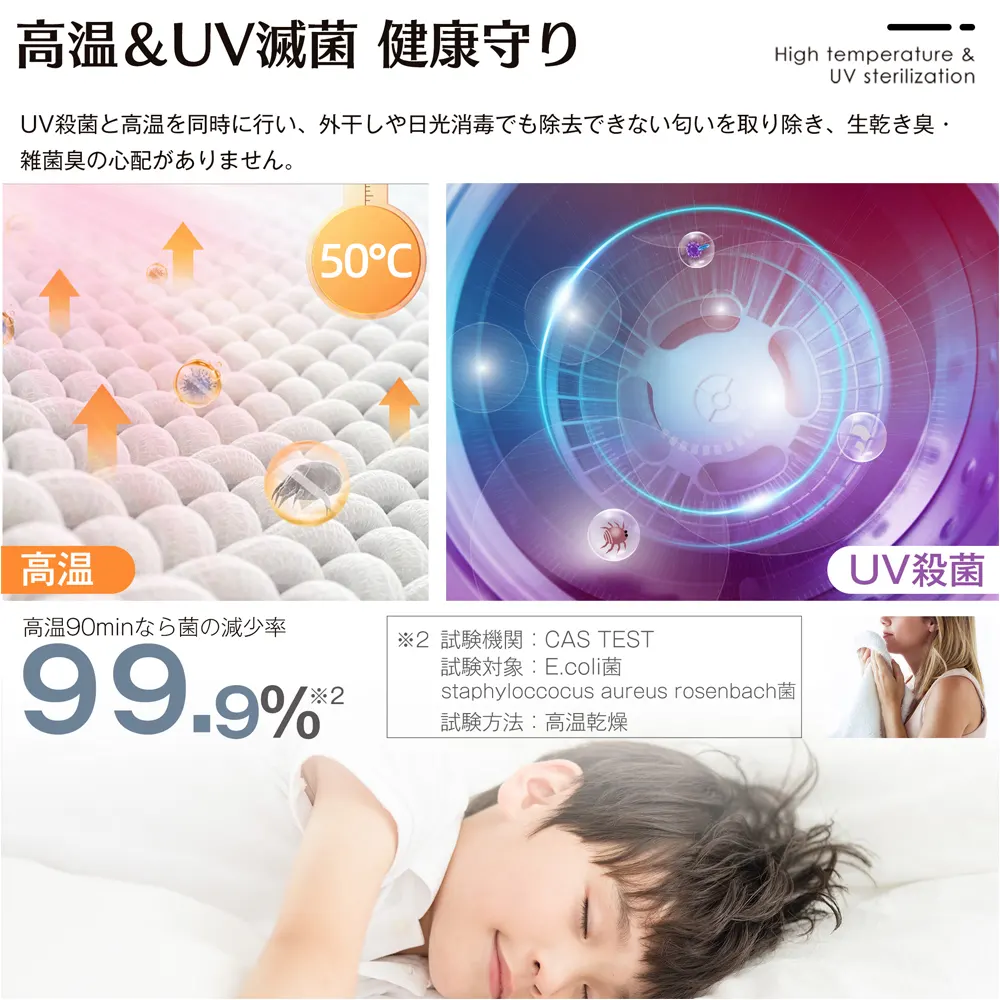 高温＆UV滅菌 健康守り
High temperature &
UV sterilization
UV殺菌と高温を同時に行い、外干しや日光消毒でも除去できない匂いを取り除き、生乾き臭・
雑菌臭の心配がありません。
50℃
高温
UV殺菌
高温90minなら菌の減少率
99.9%※2
※2 試験機関：CAS TEST
試験対象：E.coli菌
staphyloccocus aureus rosenbach菌
試験方法：高温乾燥